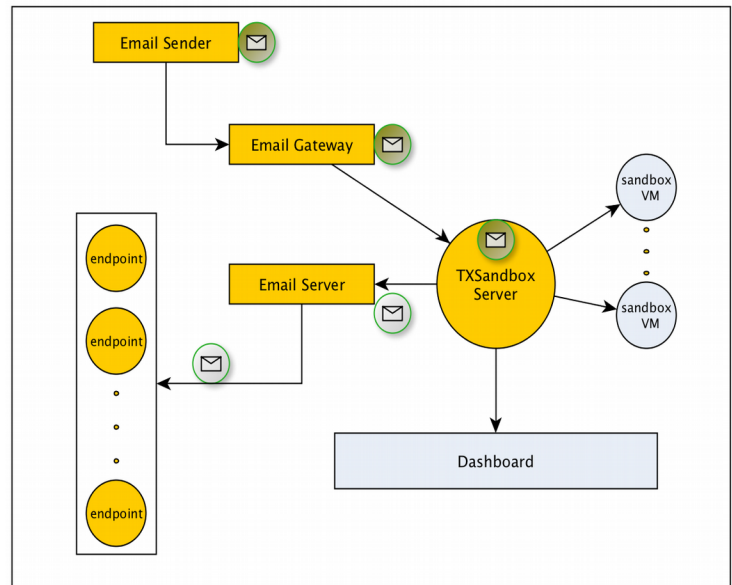 Email Sender
Email Gateway
sandbox
VM
endpoint
TXSandbox
Server
Email Server
sandbox
VM
endpoint
Dashboard
endpoint